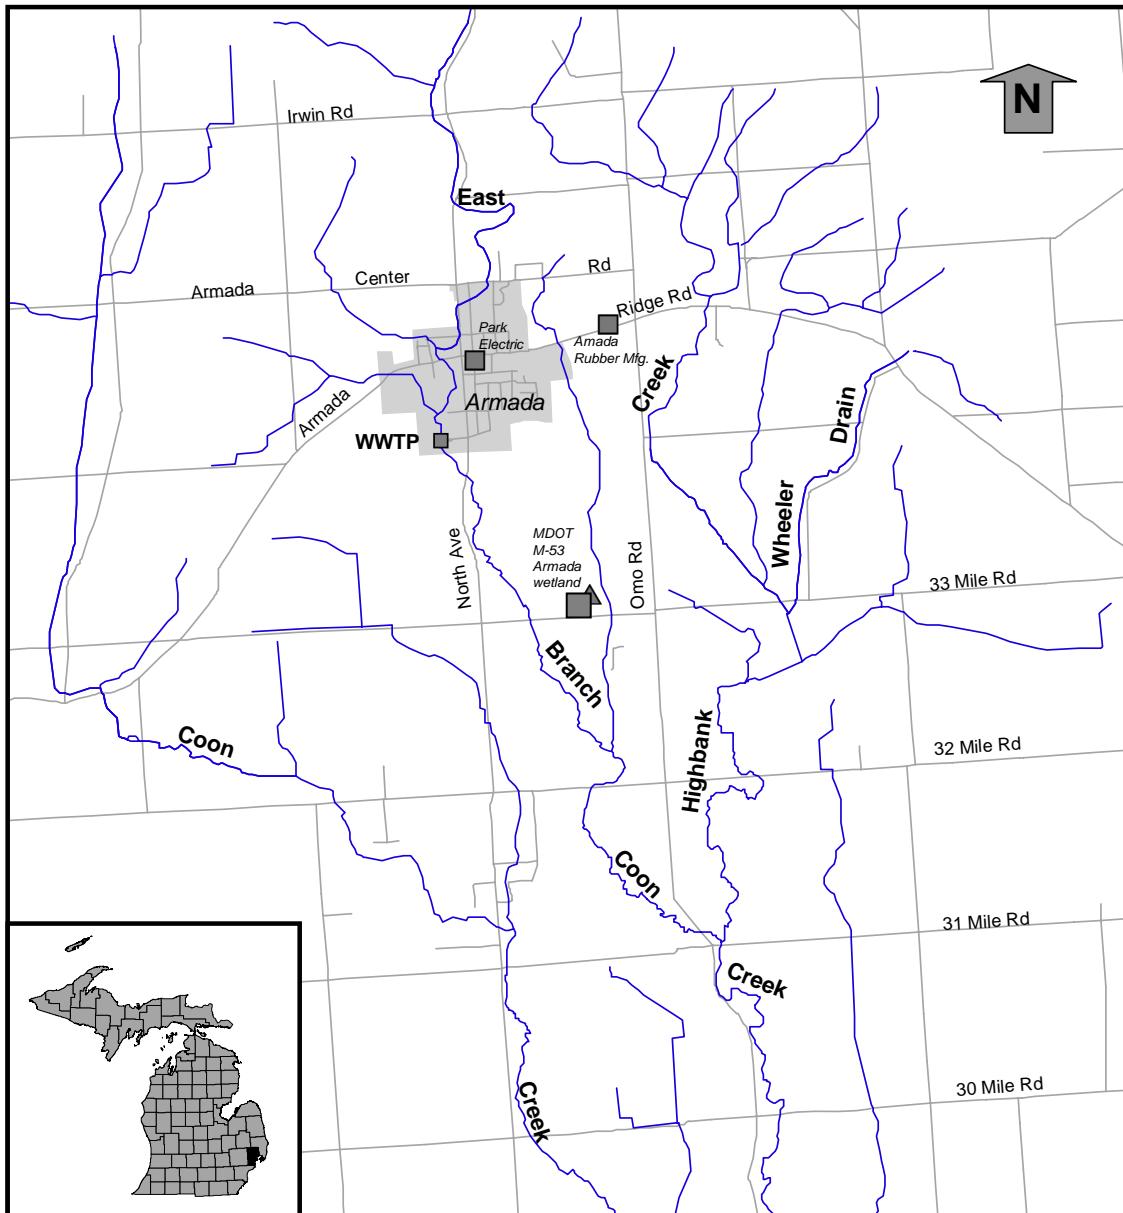 N
Irwin Rd
East
Armada
Center
Rd
Ridge Rd
Park
Electric
Amada
Rubber Mfg.
Creek
Armada
Armada
WWTP
Drain
Wheeler
North Ave
MDOT
M-53
Armada
wetland
Omo Rd
33 Mile Rd
Branch
Coon
Highbank
32 Mile Rd
Coon
31 Mile Rd
Creek
30 Mile Rd
Creek